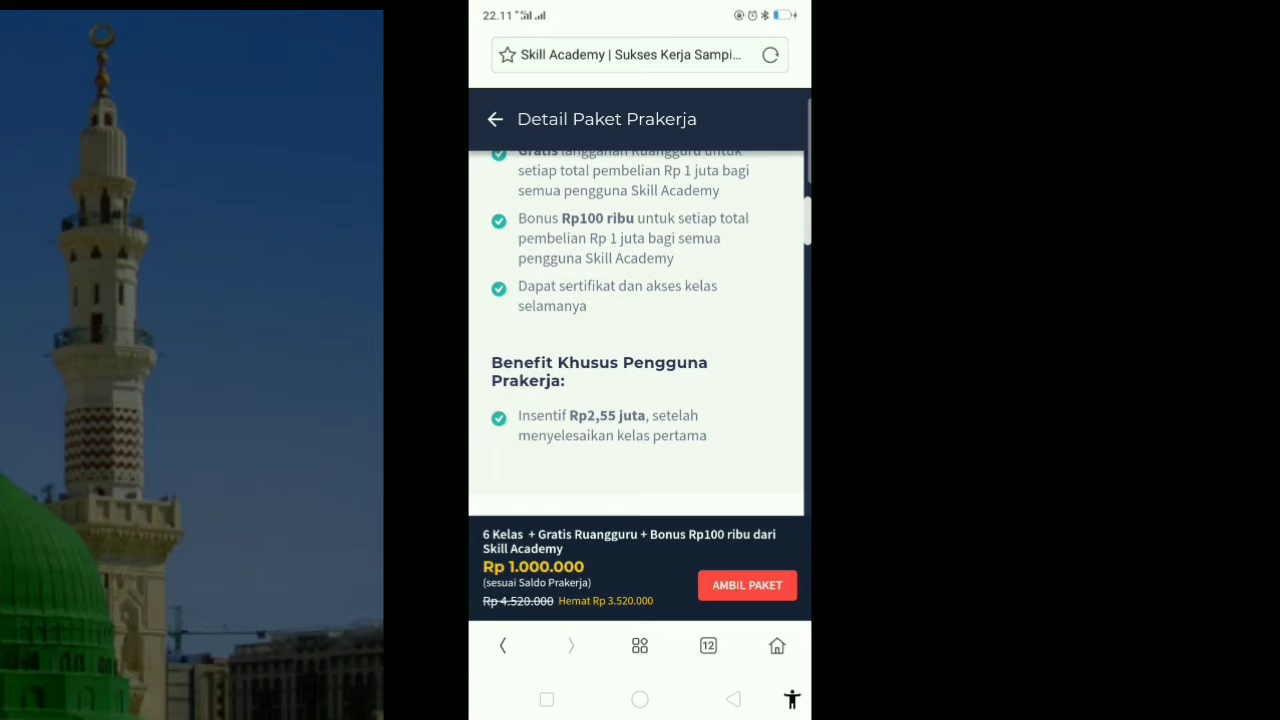 22.11
Skill Academy | Sukses Kerja Sampi...
Detail Paket Prakerja
Gratis langganan Ruangguru untuk
setiap total pembelian Rp 1 juta bagi
semua pengguna Skill Academy
Bonus Rp100 ribu untuk setiap total
pembelian Rp 1 juta bagi semua
pengguna Skill Academy
Dapat sertifikat dan akses kelas
selamanya
Benefit Khusus Pengguna
Prakerja:
Insentif Rp2,55 juta, setelah
menyelesaikan kelas pertama
6 Kelas + Gratis Ruangguru + Bonus Rp100 ribu dari
Skill Academy
Rp 1.000.000
(sesuai Saldo Prakerja)
Rp 4.520.000 Hemat Rp 3.520.000
AMBIL PAKET
12